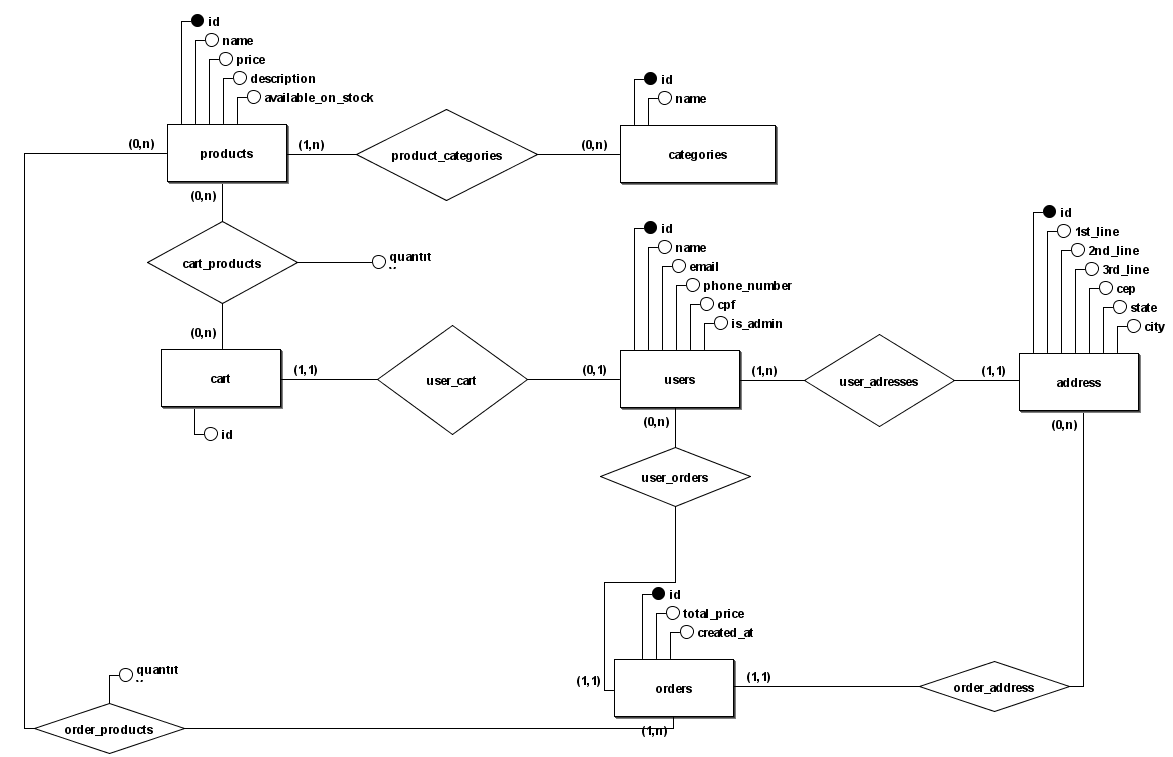 id
name
price
description
available_on_stock
(0,n)
products
(1,n)
product_categories
(0,n)
id
name
categories
(0,n)
cart_products
(0,n)
cart
(1,1)
id
user_cart
(0,1)
id
name
email
phone_number
cpf
is_admin
users
(1,n)
user_adresses
(1,1)
id
1st_line
2nd_line
3rd_line
cep
state
city
address
(0,n)
(0,n)
user_orders
id
total_price
created_at
(1,1)
orders
(1,1)
order_address
(1,n)
order_products